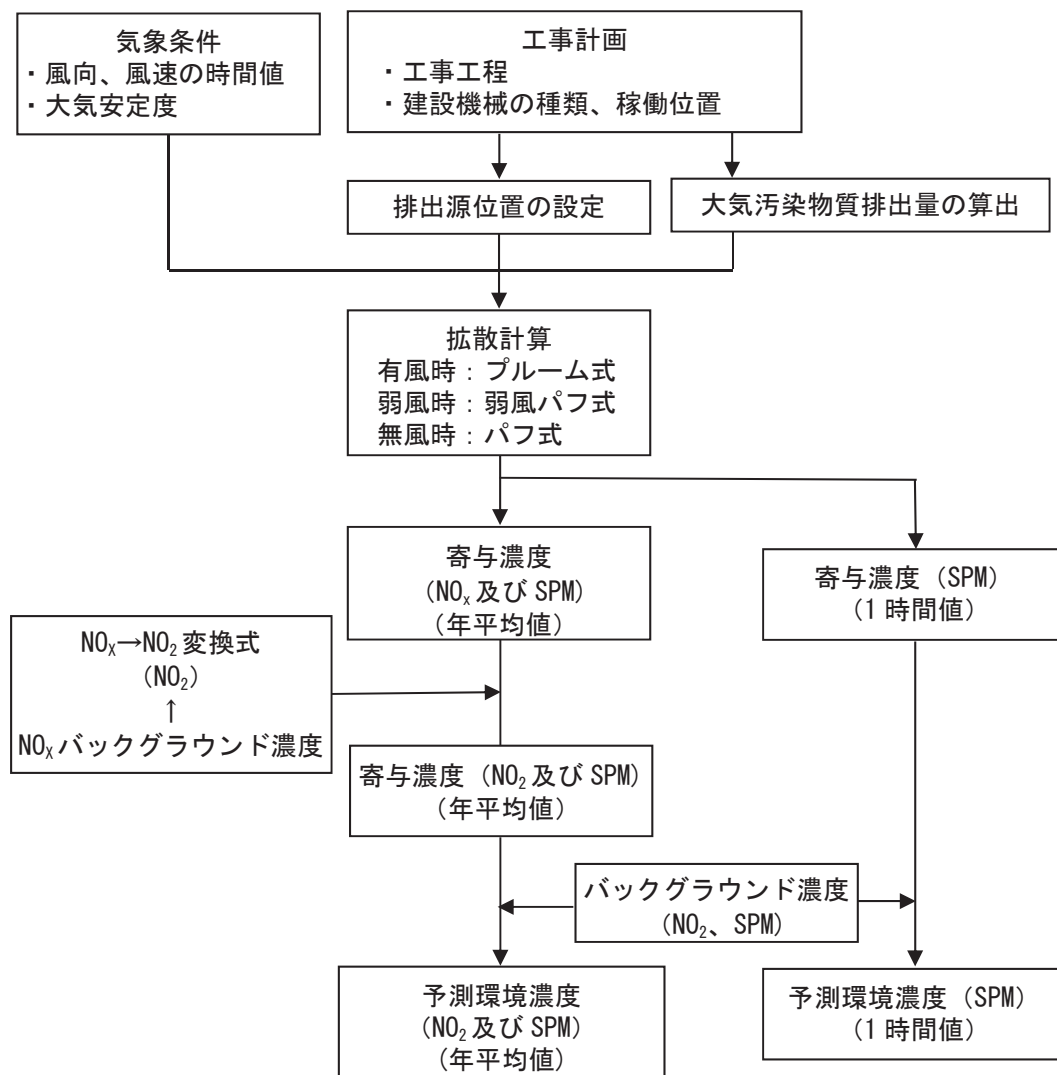 気象条件
・風向、風速の時間値
・大気安定度
工事計画
・工事工程
・建設機械の種類、稼働位置
排出源位置の設定
大気汚染物質排出量の算出
拡散計算
有風時：プルーム式
弱風時：弱風パフ式
無風時：パフ式
寄与濃度
(NOx及びSPM)
(年平均値)
寄与濃度 (SPM)
(1時間値)
NOX→NO2変換式
(NO2)
↑
NOXバックグラウンド濃度
寄与濃度 (NO2及びSPM)
(年平均値)
バックグラウンド濃度
(NO2、SPM)
予測環境濃度
(NO2及びSPM)
(年平均値)
予測環境濃度 (SPM)
(1時間値)